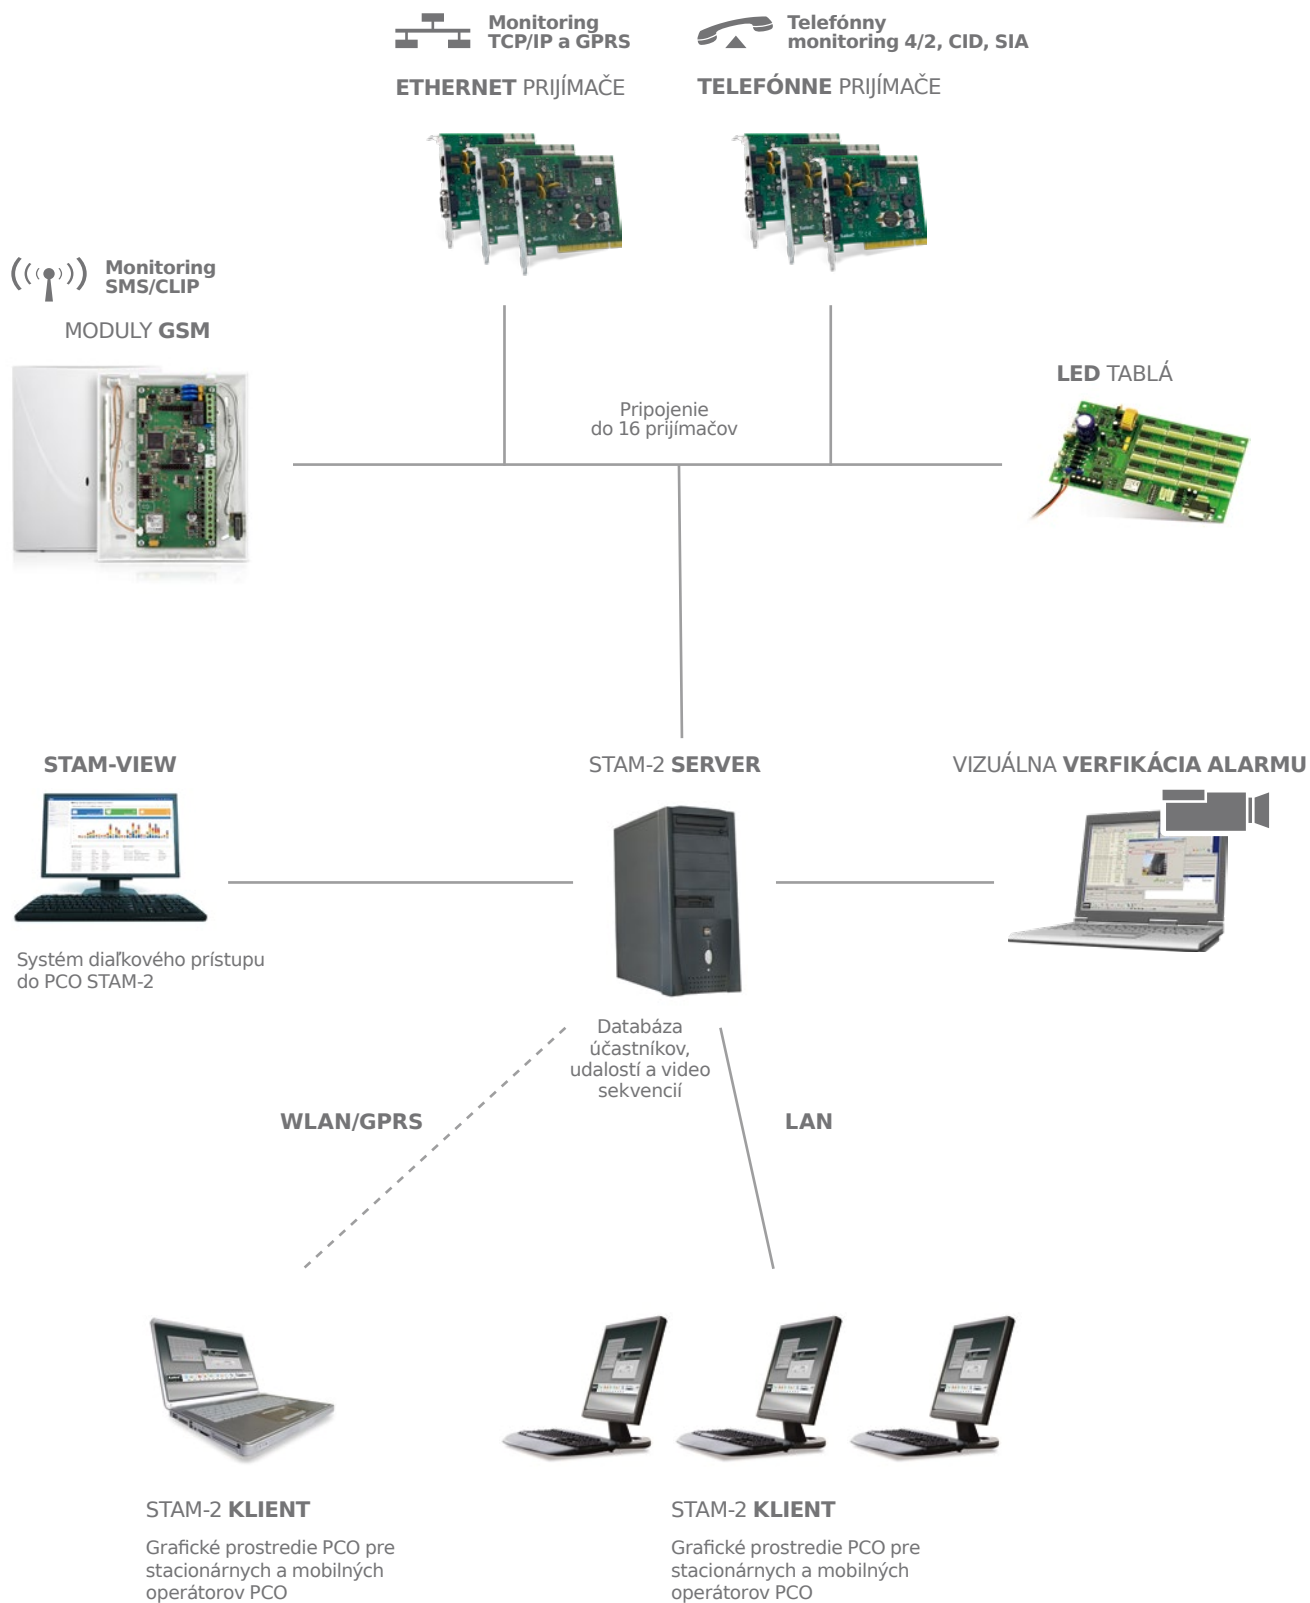 Monitoring
TCP/IP a GPRS
Telefónny
monitoring 4/2, CID, SIA
ETHERNET PRIJÍMAČE
TELEFÓNNE PRIJÍMAČE
Monitoring
SMS/CLIP
MODULY GSM
LED TABLÁ
Pripojenie
do 16 prijímačov
STAM-VIEW
STAM-2 SERVER
VIZUÁLNA VERFIKÁCIA ALARMU
Systém diaľkového prístupu
do PCO STAM-2
Databáza
účastníkov,
udalostí a video
sekvencií
WLAN/GPRS
LAN
STAM-2 KLIENT
Grafické prostredie PCO pre
stacionárnych a mobilných
operátorov PCO
STAM-2 KLIENT
Grafické prostredie PCO pre
stacionárnych a mobilných
operátorov PCO